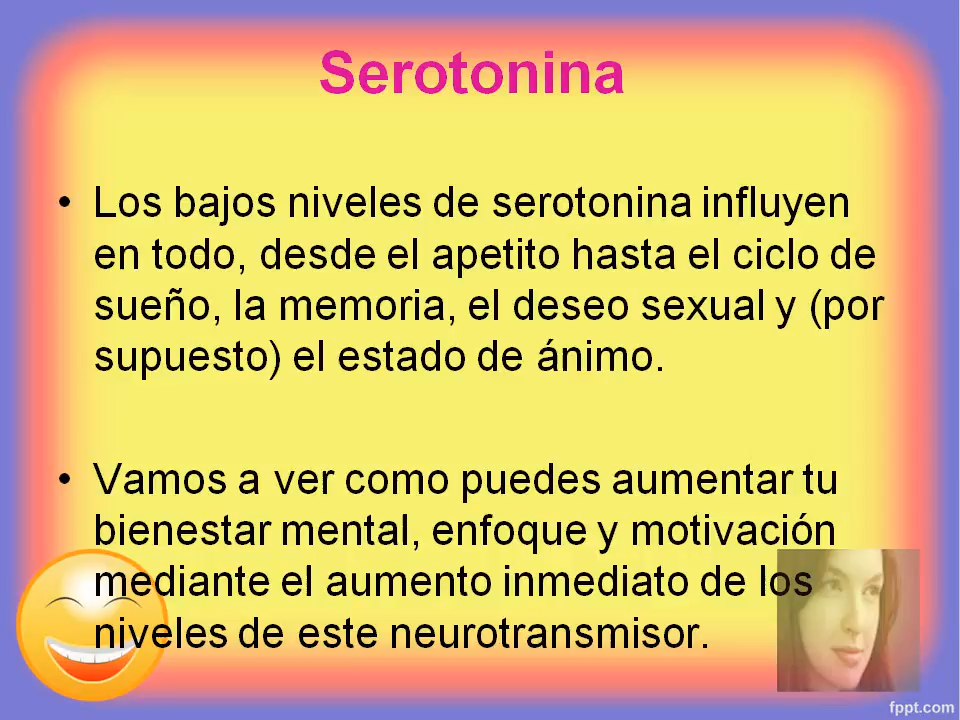 Serotonina
• Los bajos niveles de serotonina influyen
en todo, desde el apetito hasta el ciclo de
sueño, la memoria, el deseo sexual y (por
supuesto) el estado de ánimo.
• Vamos a ver como puedes aumentar tu
bienestar mental, enfoque y motivación
mediante el aumento inmediato de los
niveles de este neurotransmisor.
fppt.com